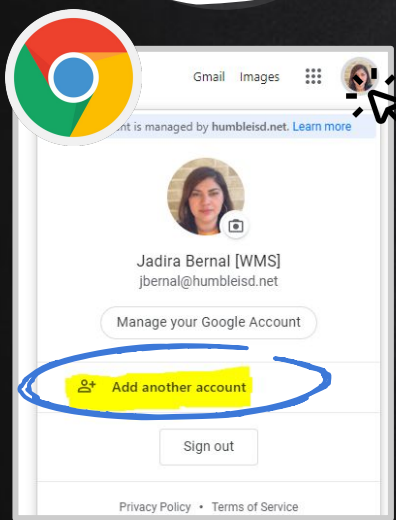 Gmail Images
nt is managed by humbleisd.net. Learn more
Jadira Bernal [WMS]
jbernal@humbleisd.net
Manage your Google Account
Add another account
Sign out
Privacy Policy • Terms of Service